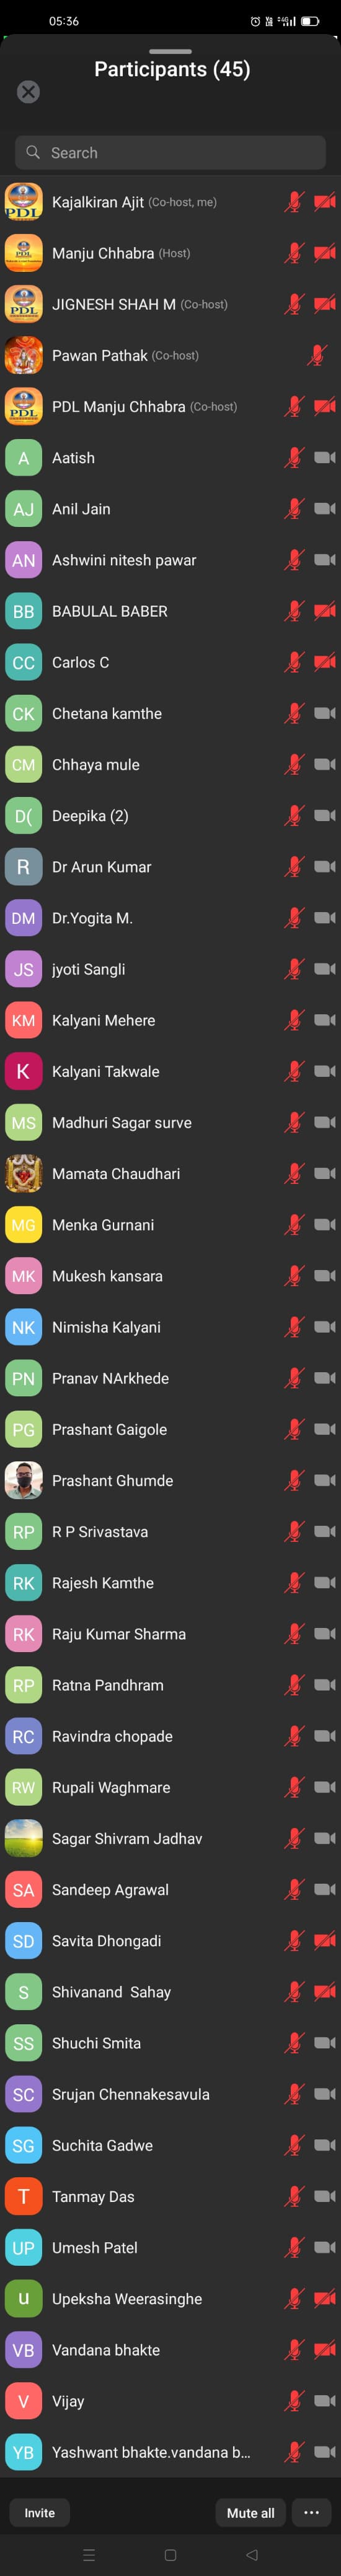 05:36
Participants (45)
Search
PDL Kajalkiran Ajit (Co-host, me)
PDL Manju Chhabra (Host)
PDL JIGNESH SHAH M (Co-host)
Pawan Pathak (Co-host)
PDL PDL Manju Chhabra (Co-host)
A Aatish
AJ Anil Jain
AN Ashwini nitesh pawar
BB BABULAL BABER
CC Carlos C
CK Chetana kamthe
CM Chhaya mule
D( Deepika (2)
R Dr Arun Kumar
DM Dr.Yogita M.
JS jyoti Sangli
KM Kalyani Mehere
K Kalyani Takwale
MS Madhuri Sagar surve
Mamata Chaudhari
MG Menka Gurnani
MK Mukesh kansara
NK Nimisha Kalyani
PN Pranav NArkhede
PG Prashant Gaigole
Prashant Ghumde
RP R P Srivastava
RK Rajesh Kamthe
RK Raju Kumar Sharma
RP Ratna Pandhram
RC Ravindra chopade
RW Rupali Waghmare
Sagar Shivram Jadhav
SA Sandeep Agrawal
SD Savita Dhongadi
S Shivanand  Sahay
SS Shuchi Smita
SC Srujan Chennakesavula
SG Suchita Gadwe
T Tanmay Das
UP Umesh Patel
u Upeksha Weerasinghe
VB Vandana bhakte
V Vijay
YB Yashwant bhakte.vandana b...
Invite Mute all ...